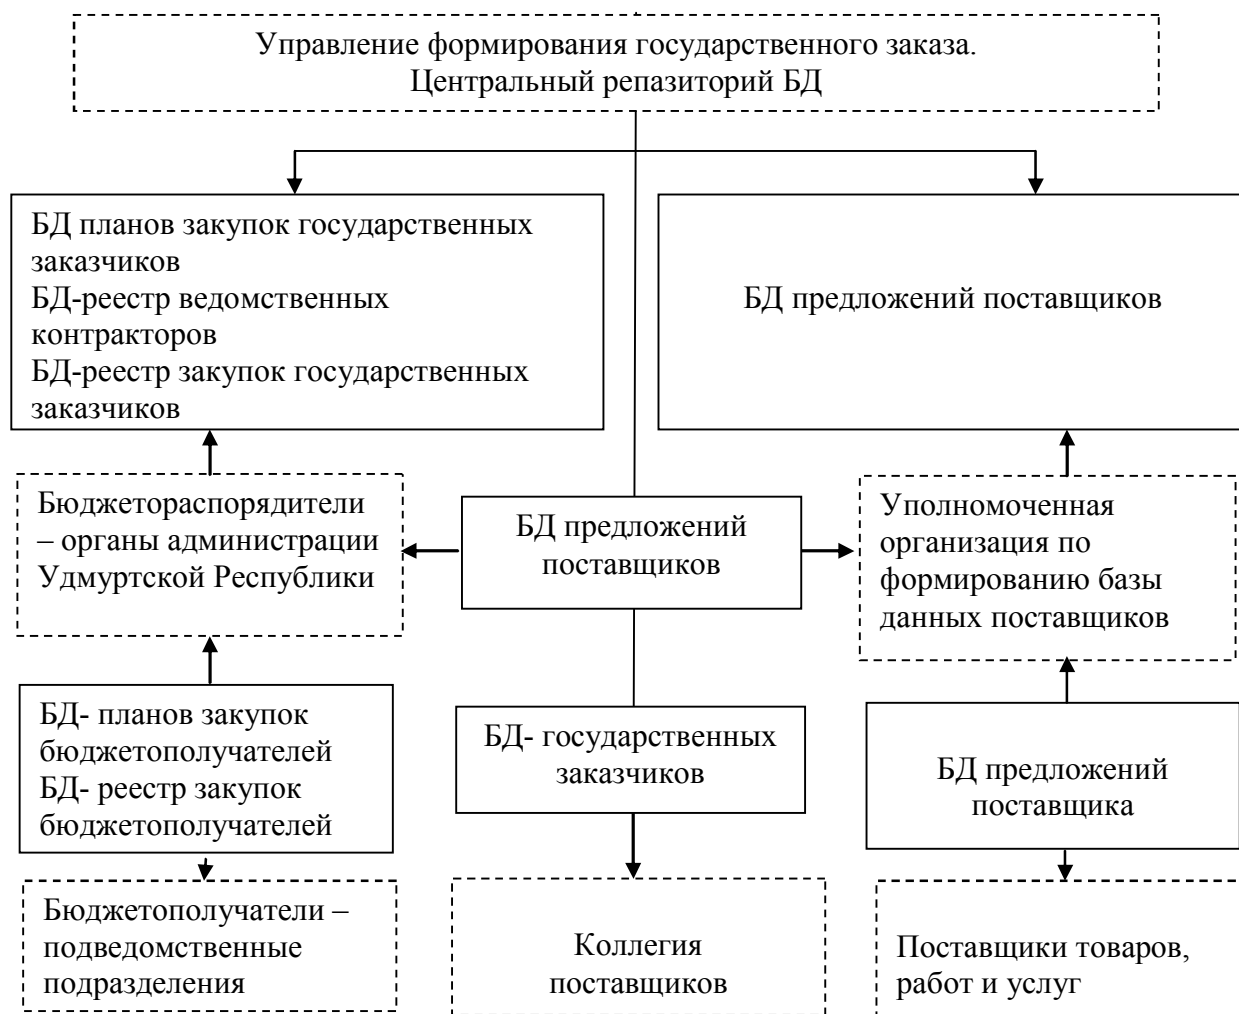 Управление формирования государственного заказа.
Центральный репазиторий БД
БД планов закупок государственных
заказчиков
БД-реестр ведомственных
контракторов
БД-реестр закупок государственных
заказчиков
БД предложений поставщиков
Бюджетораспорядители
– органы администрации
Удмуртской Республики
БД предложений
поставщиков
Уполномоченная
организация по
формированию базы
данных поставщиков
БД- планов закупок
бюджетополучателей
БД- реестр закупок
бюджетополучателей
БД- государственных
заказчиков
БД предложений
поставщика
Бюджетополучатели –
подведомственные
подразделения
Коллегия
поставщиков
Поставщики товаров,
работ и услуг